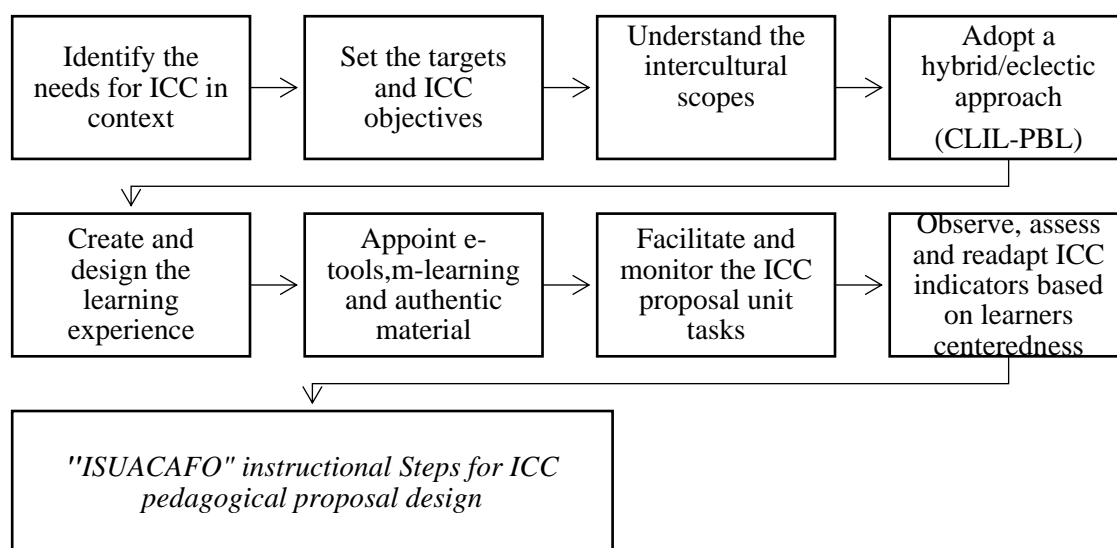 Identify the
needs for ICC in
context
Set the targets
and ICC
objectives
Understand the
intercultural
scopes
Adopt a
hybrid/eclectic
approach
(CLIL-PBL)
Create and
design the
learning
experience
Appoint e-
tools,m-learning
and authentic
material
Facilitate and
monitor the ICC
proposal unit
tasks
Observe, assess
and readapt ICC
indicators based
on learners
centeredness
"ISUACAFO" instructional Steps for ICC
pedagogical proposal design